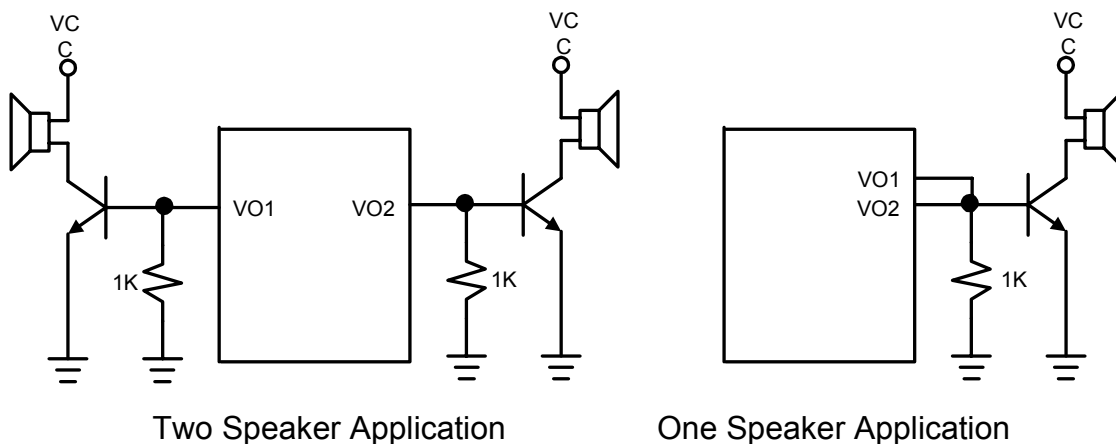 VC
C
VC
C
VC
C
VO1
VO2
1K
1K
VO1
VO2
1K
Two Speaker Application
One Speaker Application